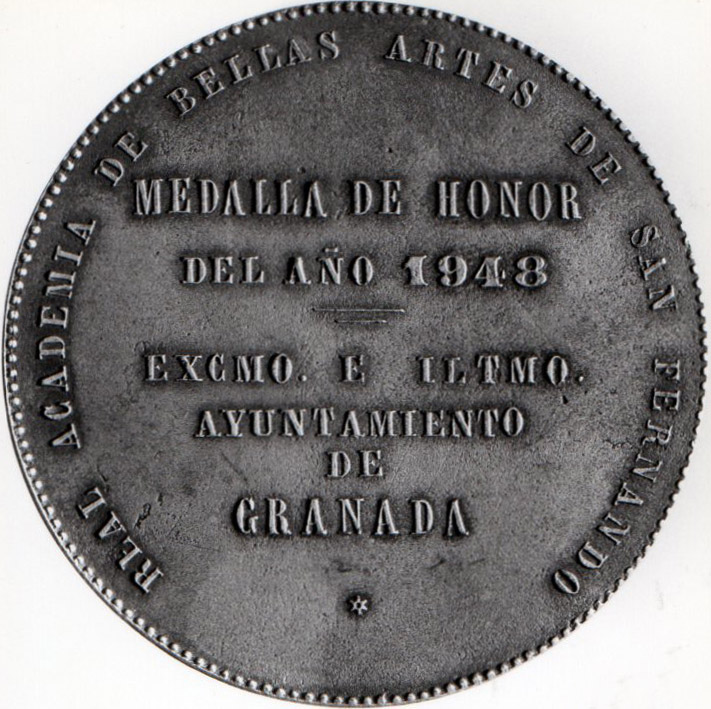 REAL ACADEMIA DE BELLAS ARTES DE SAN FERNANDO
MEDALLA DE HONOR
DEL AÑO 1948
EXCMO. E ILTMO.
AYUNTAMIENTO
DE
GRANADA